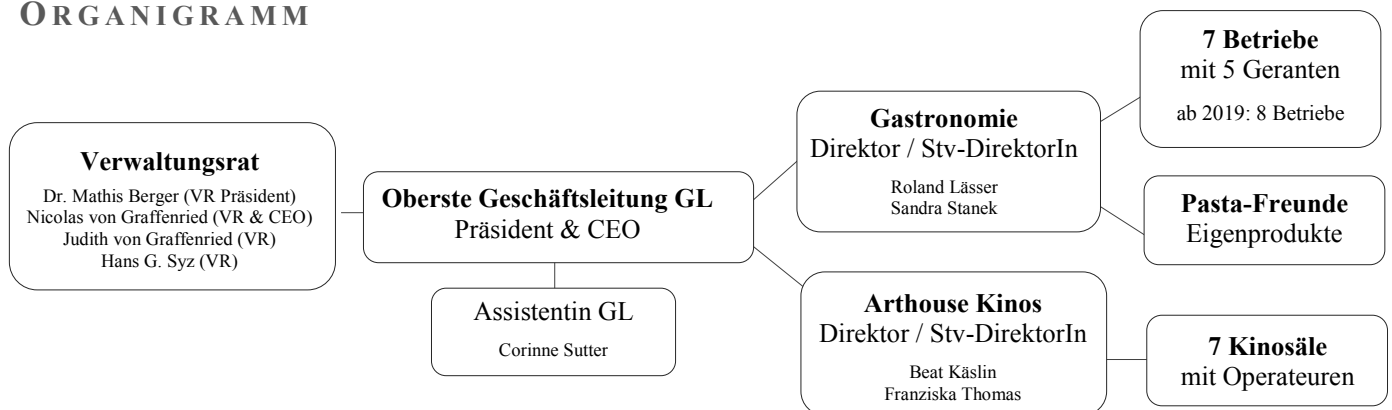 ORGANIGRAMM
Verwaltungsrat
Dr. Mathis Berger (VR Präsident)
Nicolas von Graffenried (VR & CEO)
Judith von Graffenried (VR)
Hans G. Syz (VR)
Oberste Geschäftsleitung GL
Präsident & CEO
Assistentin GL
Corinne Sutter
Gastronomie
Direktor / Stv-DirektorIn
Roland Lässer
Sandra Stanek
Arthouse Kinos
Direktor / Stv-DirektorIn
Beat Käslin
Franziska Thomas
7 Betriebe
mit 5 Geranten
ab 2019: 8 Betriebe
Pasta-Freunde
Eigenprodukte
7 Kinosäle
mit Operateuren